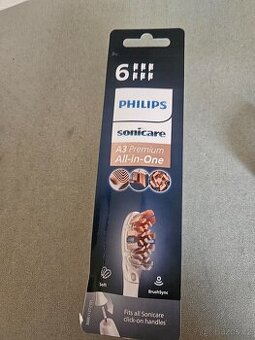 6
PHILIPS
sonicare
A3 Premium
All-in-One
Soft
BrushSync
Fits all Sonicare
click-on handles